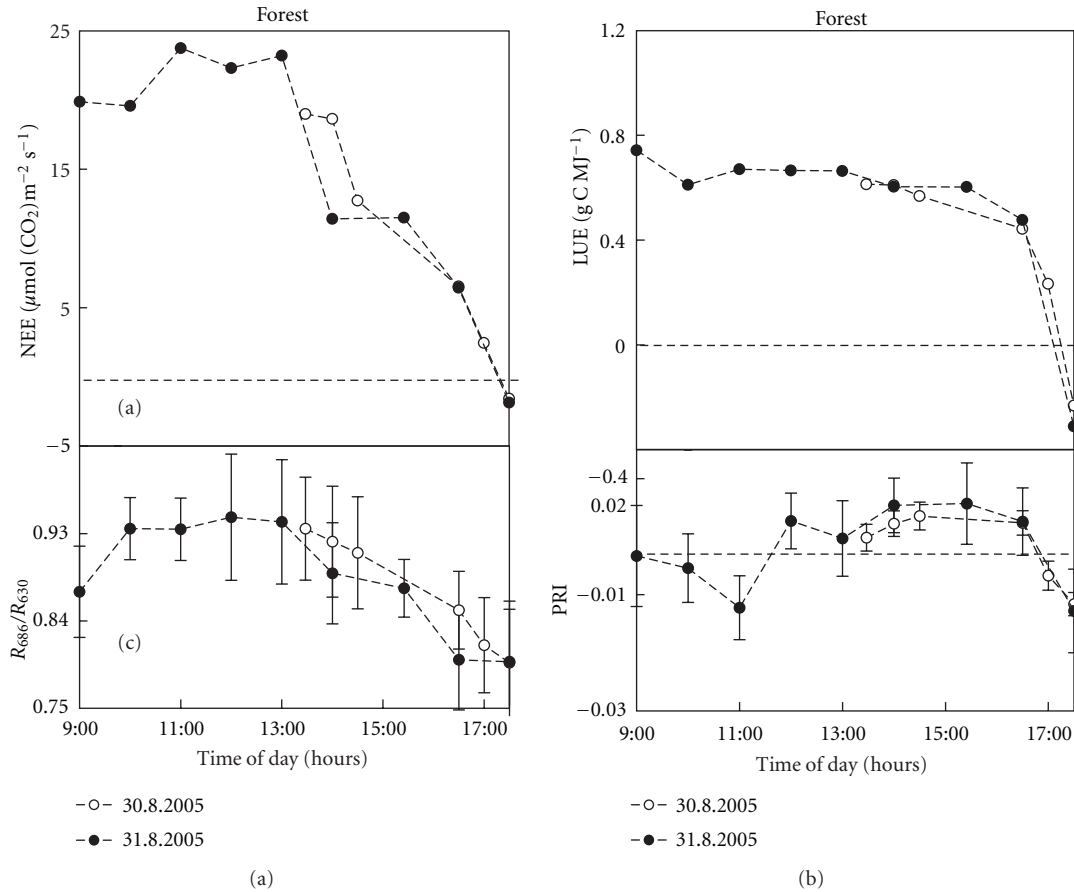 Forest
25
15
5
−5
NEE (μmol (CO₂) m⁻² s⁻¹)
(a)
0.93
0.84
0.75
R₆₈₆/R₆₃₀
(c)
9:00 11:00 13:00 15:00 17:00
Time of day (hours)
30.8.2005
31.8.2005
(a)
Forest
1.2
0.8
0.4
0
−0.4
LUE (g C MJ⁻¹)
0.02
−0.01
−0.03
PRI
9:00 11:00 13:00 15:00 17:00
Time of day (hours)
30.8.2005
31.8.2005
(b)